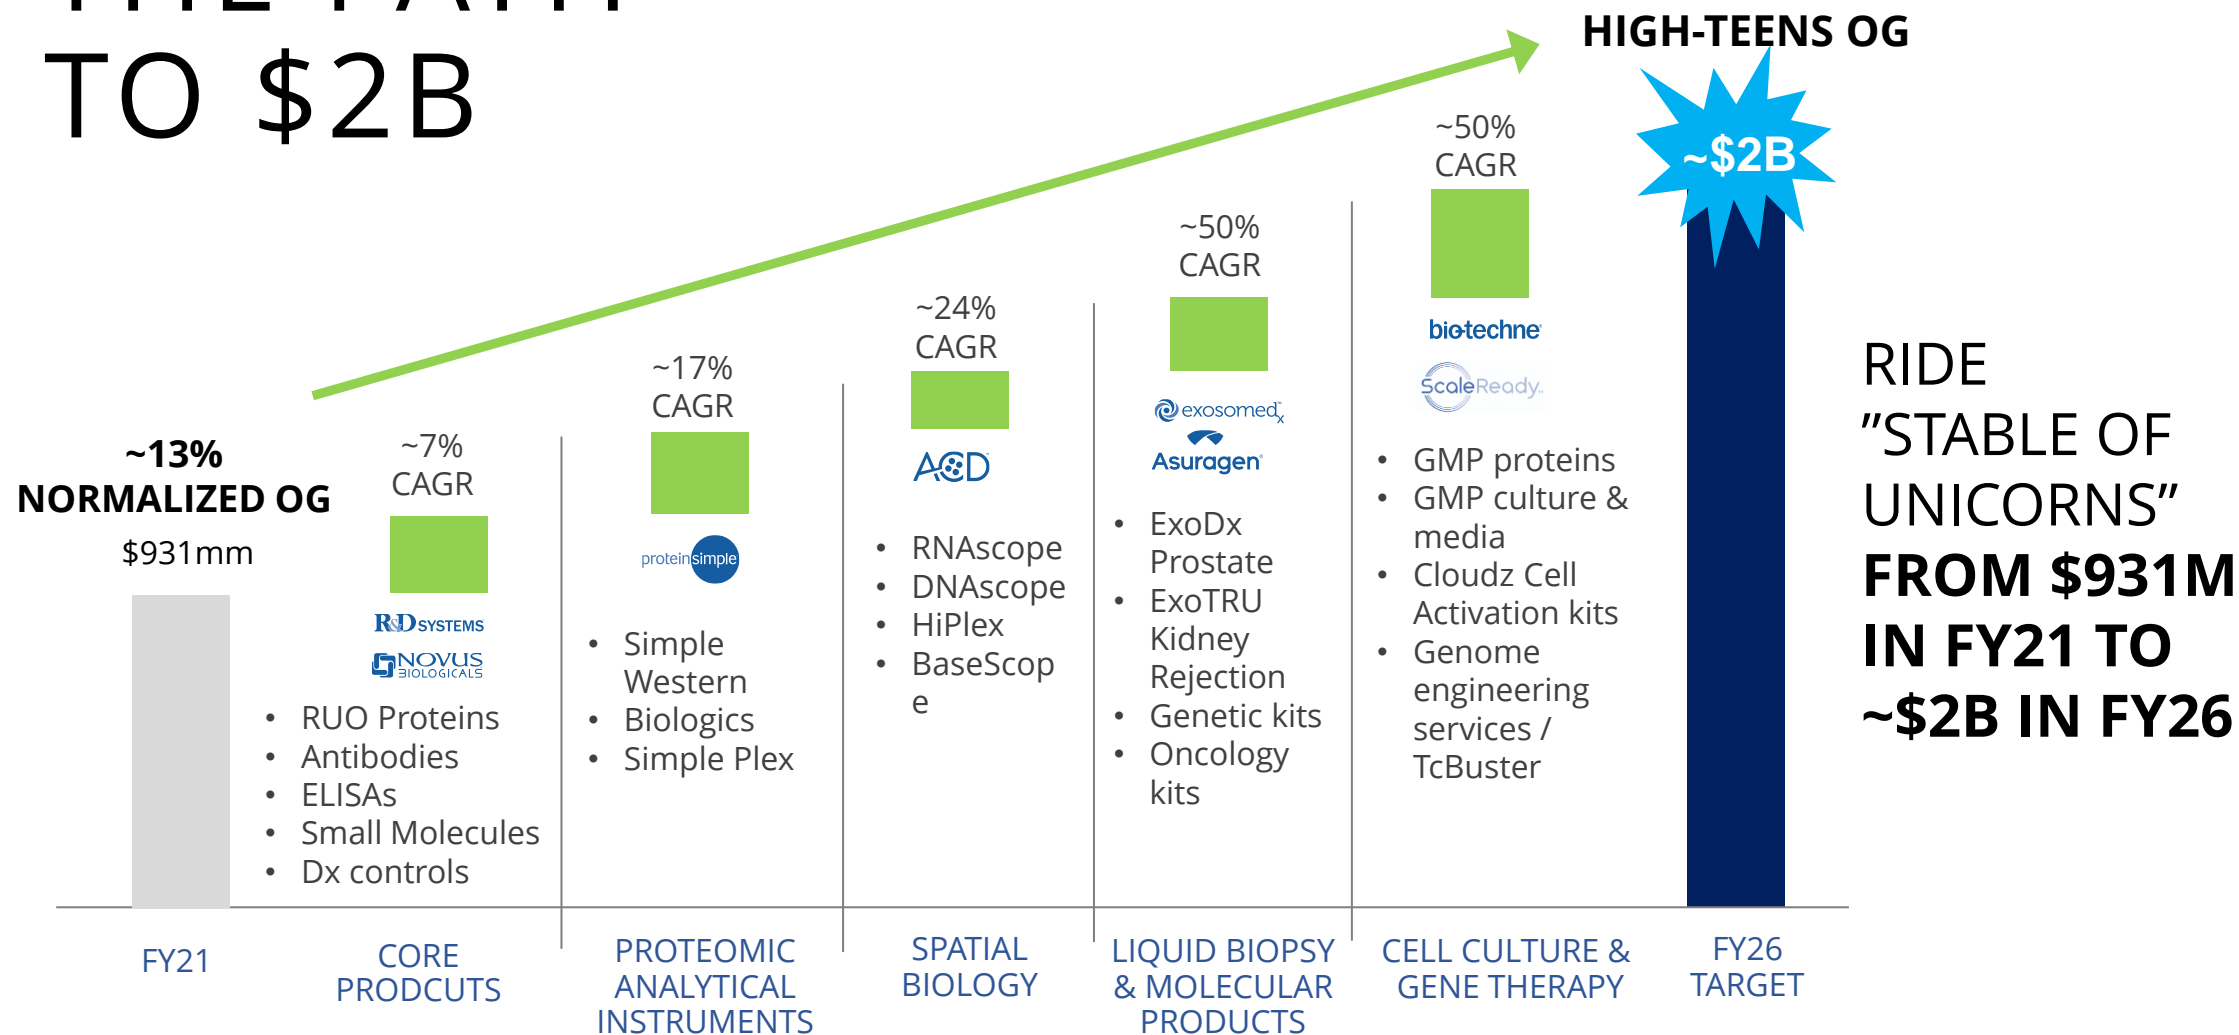 THE PATH
TO $2B
HIGH-TEENS OG
~$2B
~13%
NORMALIZED OG
$931mm
~7%
CAGR
R&D SYSTEMS
NOVUS
BIOLOGICALS
• RUO Proteins
• Antibodies
• ELISAs
• Small Molecules
• Dx controls
~17%
CAGR
proteinsimple
• Simple
Western
• Biologics
• Simple Plex
~24%
CAGR
ACD
• RNAscope
• DNAscope
• HiPlex
• BaseScop
e
~50%
CAGR
exosomedx
Asuragen
• ExoDx
Prostate
• ExoTRU
Kidney
Rejection
• Genetic kits
• Oncology
kits
~50%
CAGR
bio-techne
ScaleReady
• GMP proteins
• GMP culture &
media
• Cloudz Cell
Activation kits
• Genome
engineering
services /
TcBuster
RIDE
”STABLE OF
UNICORNS”
FROM $931M
IN FY21 TO
~$2B IN FY26
FY21
CORE
PRODCUTS
PROTEOMIC
ANALYTICAL
INSTRUMENTS
SPATIAL
BIOLOGY
LIQUID BIOPSY
& MOLECULAR
PRODUCTS
CELL CULTURE &
GENE THERAPY
FY26
TARGET